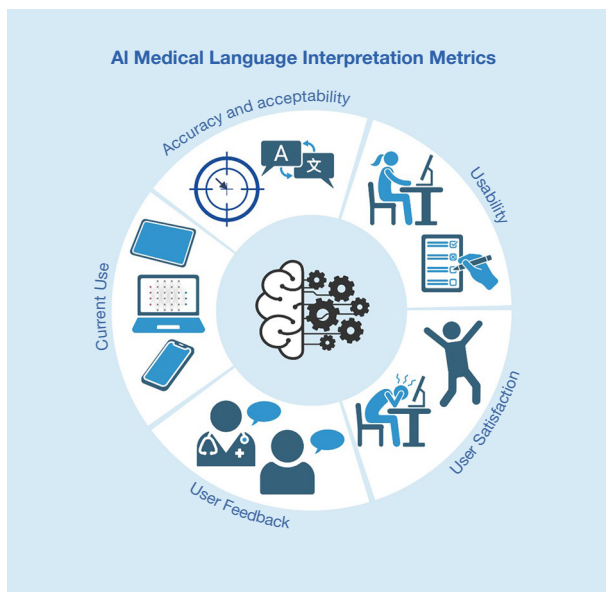 AI Medical Language Interpretation Metrics
Accuracy and acceptability
A
文
Usability
Current Use
User Satisfaction
User Feedback